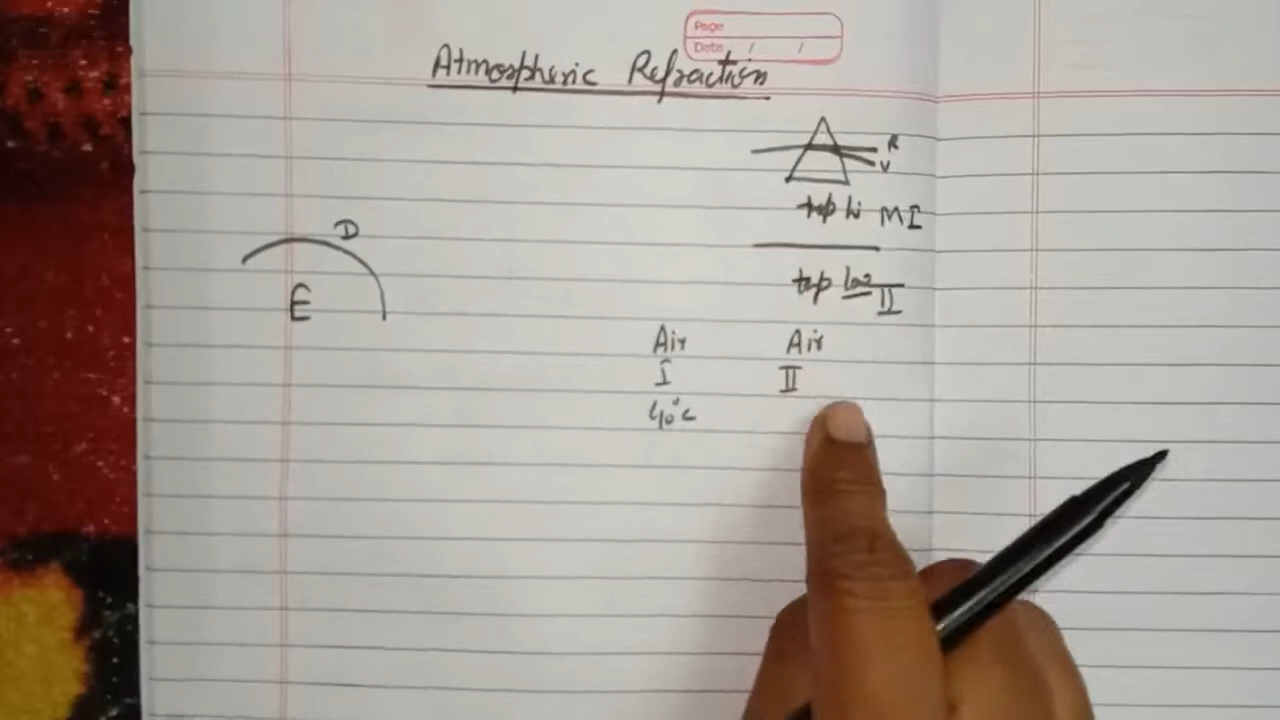 Page
Date / /
Atmospheric Refraction
R
V
top hi MI
D
top low II
E
Air Air
I II
40°C